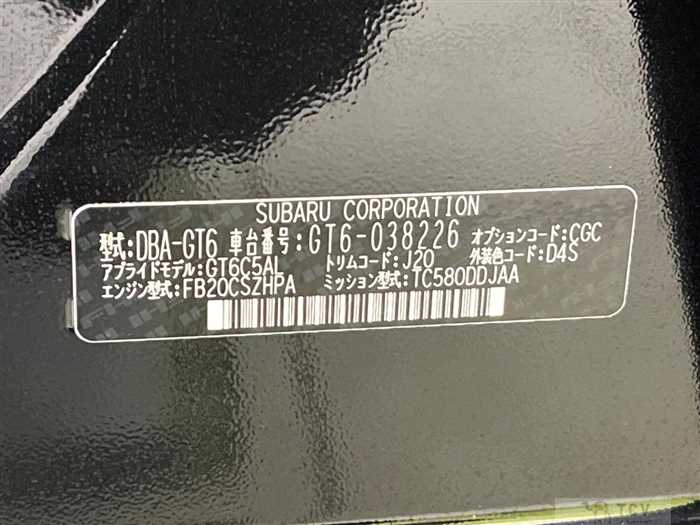 SUBARU CORPORATION
型式:DBA-GT6 車台番号:GT6-038226 オプションコード:CGC
アプライドモデル:GT6C5AL トリムコード:J20 外装色コード:D4S
エンジン型式:FB20CSZHPA ミッション型式:TC580DDJAA
TCV